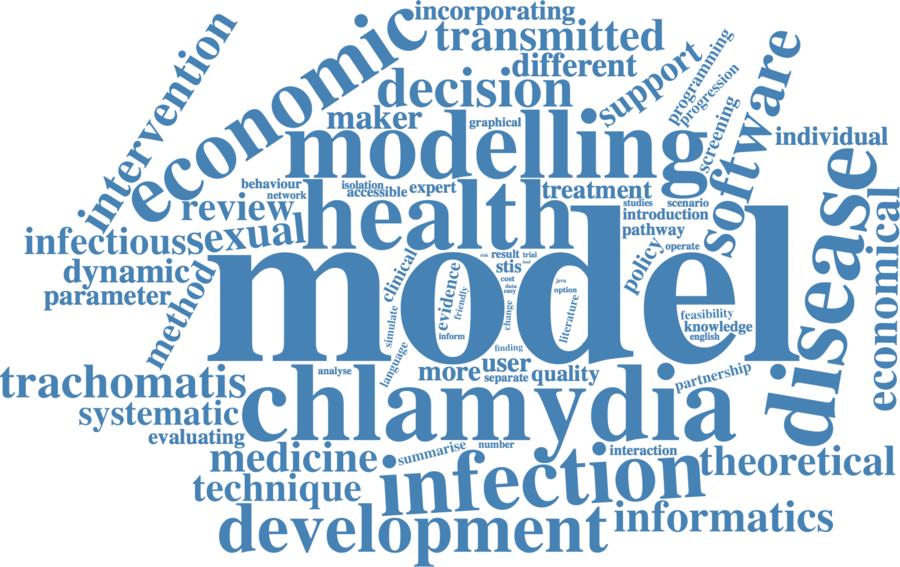 incorporating
transmitted
different
economic
intervention
decision
support
programming
progression
software
maker
graphical
modelling
screening
individual
behaviour
network
isolation
accessible
expert
treatment
studies
scenario
introduction
pathway
review
health
infectious
sexual
disease
economical
dynamic
parameter
method
clinical
model
risk
result
trial
tool
stis
cost
data
easy
java
option
policy
operate
evidence
friendly
simulate
inform
change
literature
feasibility
knowledge
english
finding
language
analyse
more
user
separate
quality
partnership
trachomatis
chlamydia
systematic
evaluating
summarise
number
interaction
medicine
infection
theoretical
technique
development
informatics